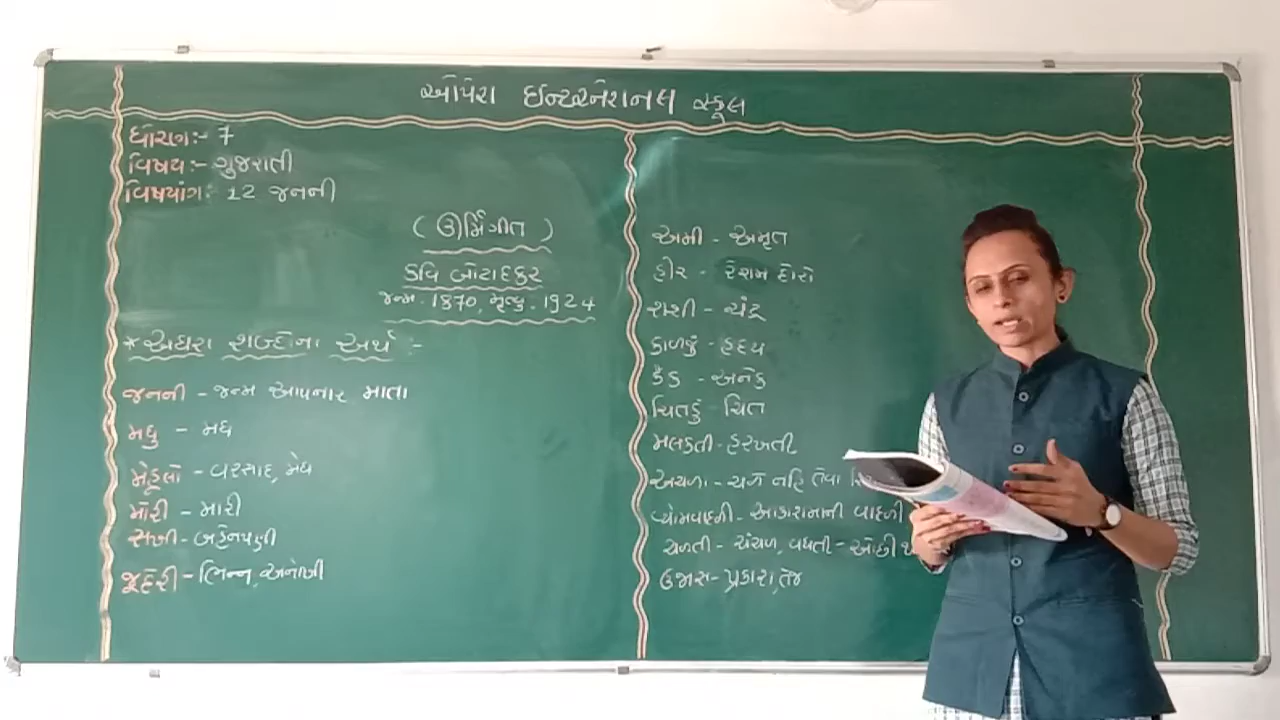 ઓપેરા ઇન્ટરનેશનલ સ્કૂલ
ધોરણ:- 7
વિષય:- ગુજરાતી
વિષયાંગ:- 12 જનની
( ઊર્મિગીત )
કવિ બોટાદકર
જન્મ. 1870, મૃત્યુ. 1924
* અઘરા શબ્દોના અર્થ :-
જનની - જન્મ આપનાર માતા
મધુ - મધ
મેહૂલો - વરસાદ, મેઘ
મોરી - મારી
સખી - બહેનપણી
જૂદેરી - ભિન્ન, અનોખી
અમી - અમૃત
હીર - રેશમ દોરો
શશી - ચંદ્ર
કાળજું - હૃદય
કૈંક - અનેક
ચિતડું - ચિત
મલકતી - હરખતી
અચળા - ચળે નહિ તેવા
વ્યોમવાદળી - આકાશની વાદળી
ચળતી - ચંચળ, વધતી - ઓછી
ઉજાસ - પ્રકાશ, તેજ